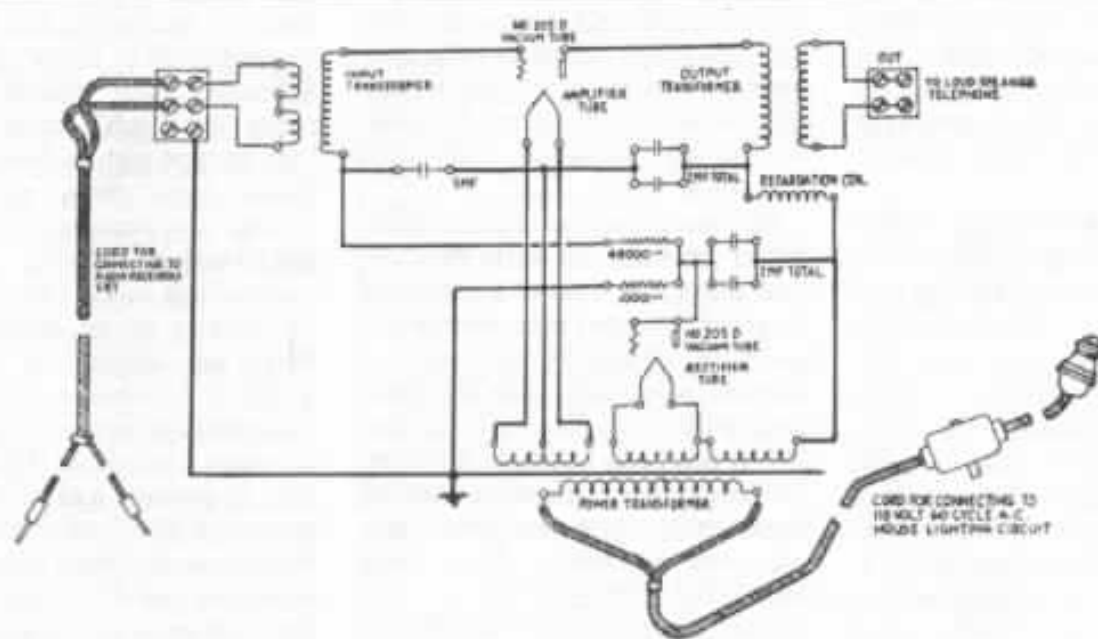 NO 205 D
VACUUM TUBE
INPUT
TRANSFORMER
AMPLIFIER
TUBE
OUTPUT
TRANSFORMER
OUT
TO LOUD SPEAKING
TELEPHONE
MF
2MF TOTAL
RETARDATION COIL
CORD FOR
CONNECTING TO
RADIO RECEIVING
SET
48000
2MF TOTAL
NO 205 D
VACUUM TUBE
RECTIFIER
TUBE
POWER TRANSFORMER
CORD FOR CONNECTING TO
110 VOLT 60 CYCLE A-C.
HOUSE LIGHTING CIRCUIT